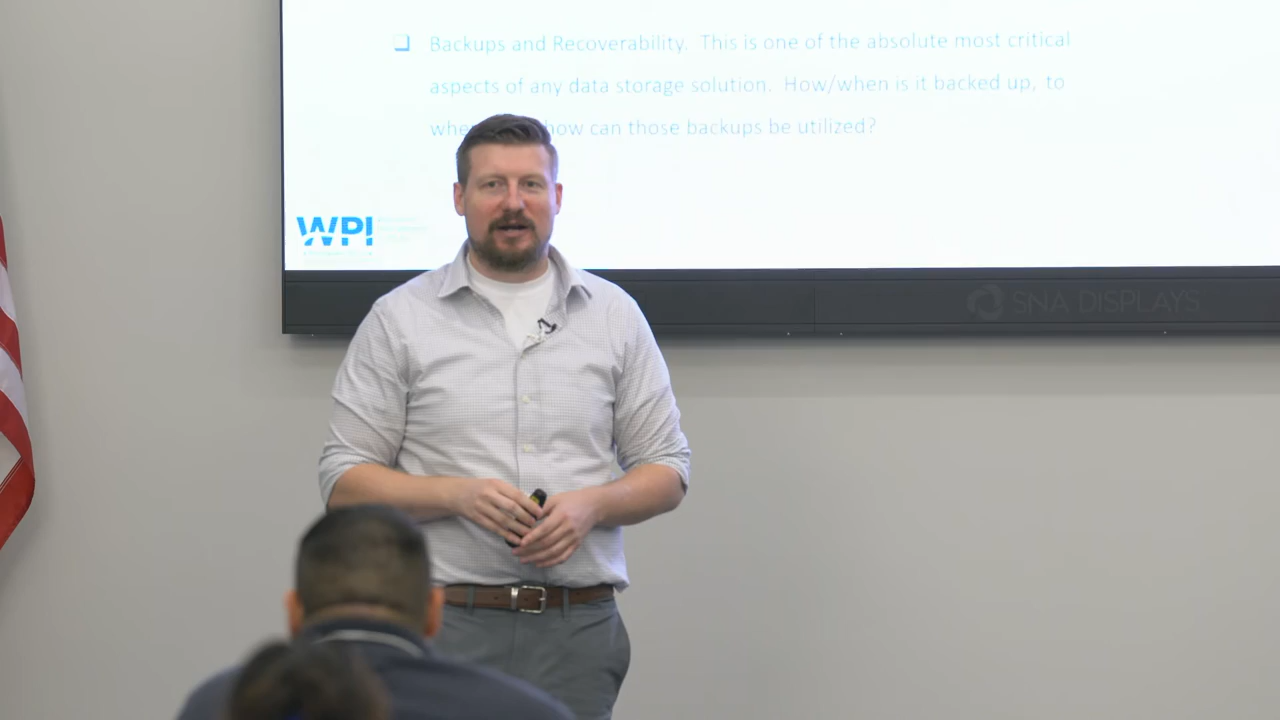 Backups and Recoverability. This is one of the absolute most critical
aspects of any data storage solution. How/when is it backed up, to
how can those backups be utilized?
WPI
SNA DISPLAYS